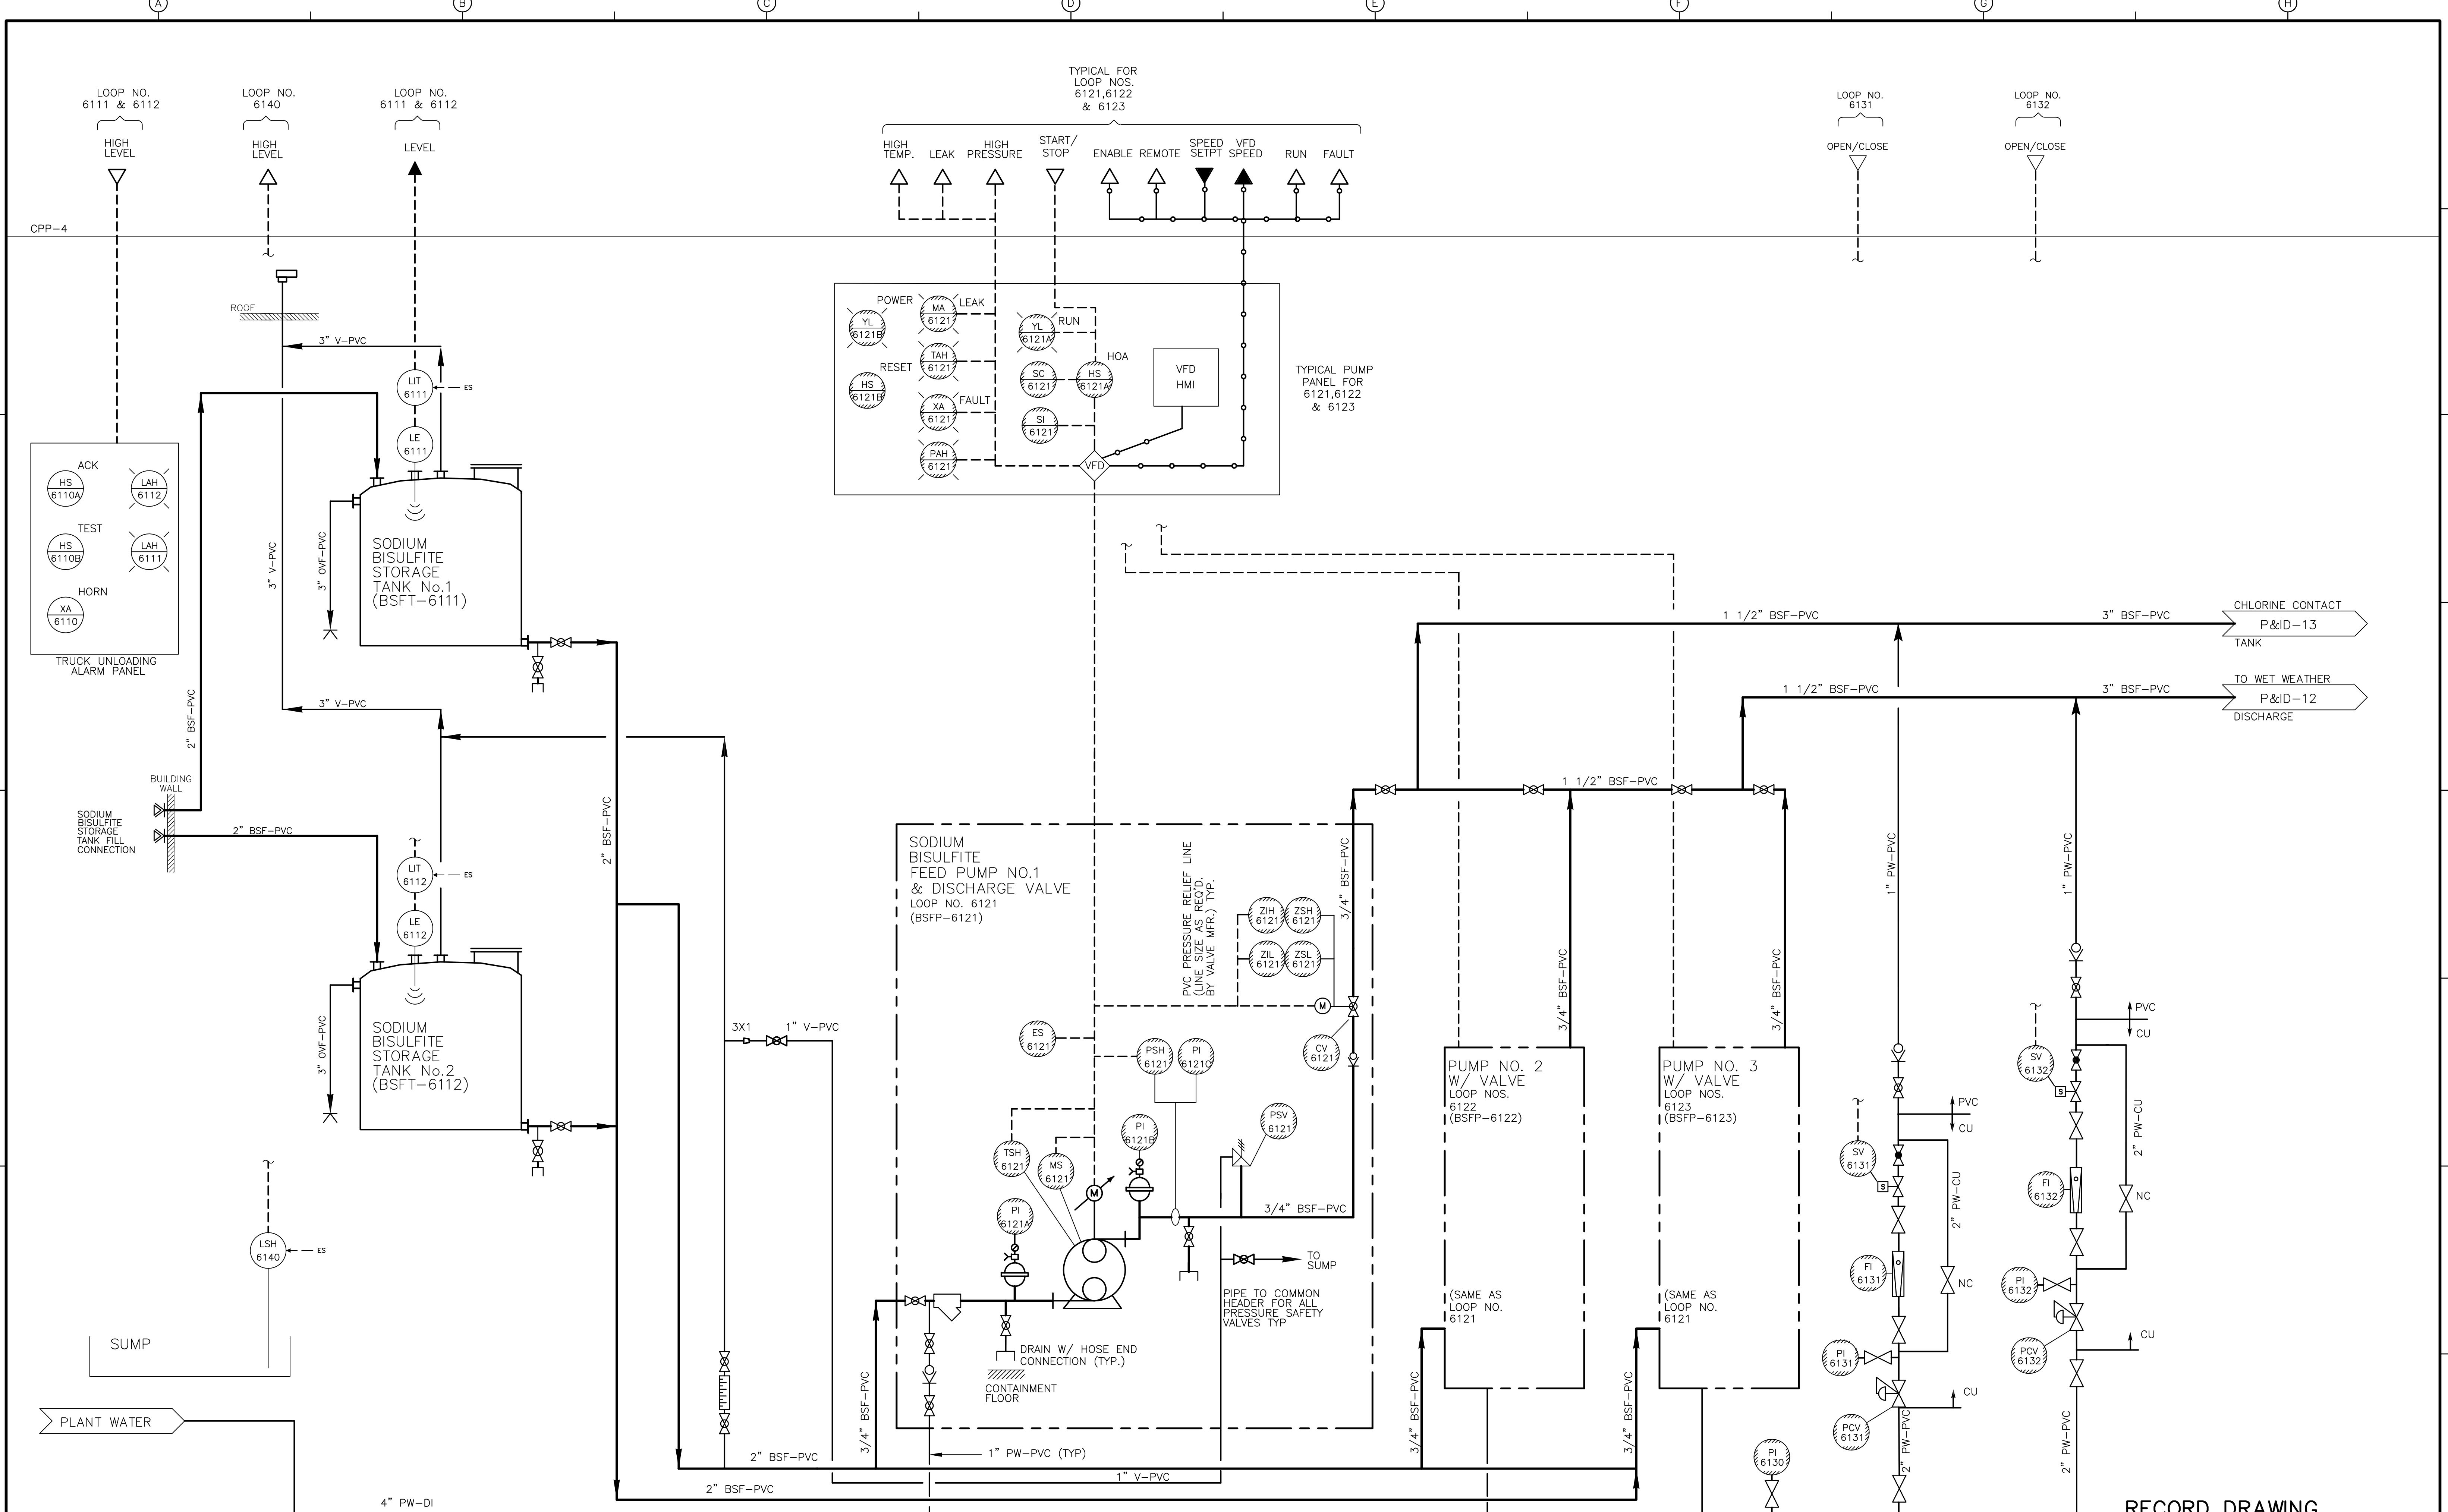 A
B
C
D
E
F
G
H
LOOP NO.
6111 & 6112
HIGH
LEVEL
LOOP NO.
6140
HIGH
LEVEL
LOOP NO.
6111 & 6112
LEVEL
TYPICAL FOR
LOOP NOS.
6121,6122
& 6123
HIGH
TEMP.
LEAK
HIGH
PRESSURE
START/
STOP
ENABLE
REMOTE
SPEED
SETPT
VFD
SPEED
RUN
FAULT
LOOP NO.
6131
OPEN/CLOSE
LOOP NO.
6132
OPEN/CLOSE
CPP-4
ROOF
3" V-PVC
LIT
6111
ES
LE
6111
POWER
YL
6121B
RESET
HS
6121B
MA
6121
LEAK
TAH
6121
XA
6121
FAULT
PAH
6121
YL
6121A
RUN
SC
6121
HS
6121A
HOA
SI
6121
VFD
HMI
VFD
TYPICAL PUMP
PANEL FOR
6121,6122
& 6123
ACK
HS
6110A
LAH
6112
TEST
HS
6110B
LAH
6111
HORN
XA
6110
TRUCK UNLOADING
ALARM PANEL
3" V-PVC
3" OVF-PVC
SODIUM
BISULFITE
STORAGE
TANK No.1
(BSFT-6111)
2" BSF-PVC
3" V-PVC
BUILDING
WALL
SODIUM
BISULFITE
STORAGE
TANK FILL
CONNECTION
2" BSF-PVC
2" BSF-PVC
LIT
6112
ES
LE
6112
3" OVF-PVC
SODIUM
BISULFITE
STORAGE
TANK No.2
(BSFT-6112)
3X1
1" V-PVC
LSH
6140
ES
SUMP
PLANT WATER
4" PW-DI
2" BSF-PVC
2" BSF-PVC
1" V-PVC
1" PW-PVC (TYP)
3/4" BSF-PVC
SODIUM
BISULFITE
FEED PUMP NO.1
& DISCHARGE VALVE
LOOP NO. 6121
(BSFP-6121)
PVC PRESSURE RELIEF LINE
(LINE SIZE AS REQ'D.
BY VALVE MFR.) TYP.
ZIH
6121
ZSH
6121
ZIL
6121
ZSL
6121
3/4" BSF-PVC
M
CV
6121
ES
6121
PSH
6121
PI
6121C
PI
6121B
PSV
6121
TSH
6121
MS
6121
M
PI
6121A
3/4" BSF-PVC
TO
SUMP
PIPE TO COMMON
HEADER FOR ALL
PRESSURE SAFETY
VALVES TYP
DRAIN W/ HOSE END
CONNECTION (TYP.)
CONTAINMENT
FLOOR
1 1/2" BSF-PVC
3" BSF-PVC
CHLORINE CONTACT
P&ID-13
TANK
1 1/2" BSF-PVC
3" BSF-PVC
TO WET WEATHER
P&ID-12
DISCHARGE
1 1/2" BSF-PVC
3/4" BSF-PVC
3/4" BSF-PVC
PUMP NO. 2
W/ VALVE
LOOP NOS.
6122
(BSFP-6122)
(SAME AS
LOOP NO.
6121
3/4" BSF-PVC
PUMP NO. 3
W/ VALVE
LOOP NOS.
6123
(BSFP-6123)
(SAME AS
LOOP NO.
6121
3/4" BSF-PVC
1" PW-PVC
PVC
CU
SV
6131
S
2" PW-CU
FI
6131
NC
PI
6131
CU
PCV
6131
2" PW-PVC
PI
6130
1" PW-PVC
PVC
CU
SV
6132
S
2" PW-CU
FI
6132
NC
PI
6132
CU
PCV
6132
2" PW-PVC
RECORD DRAWING